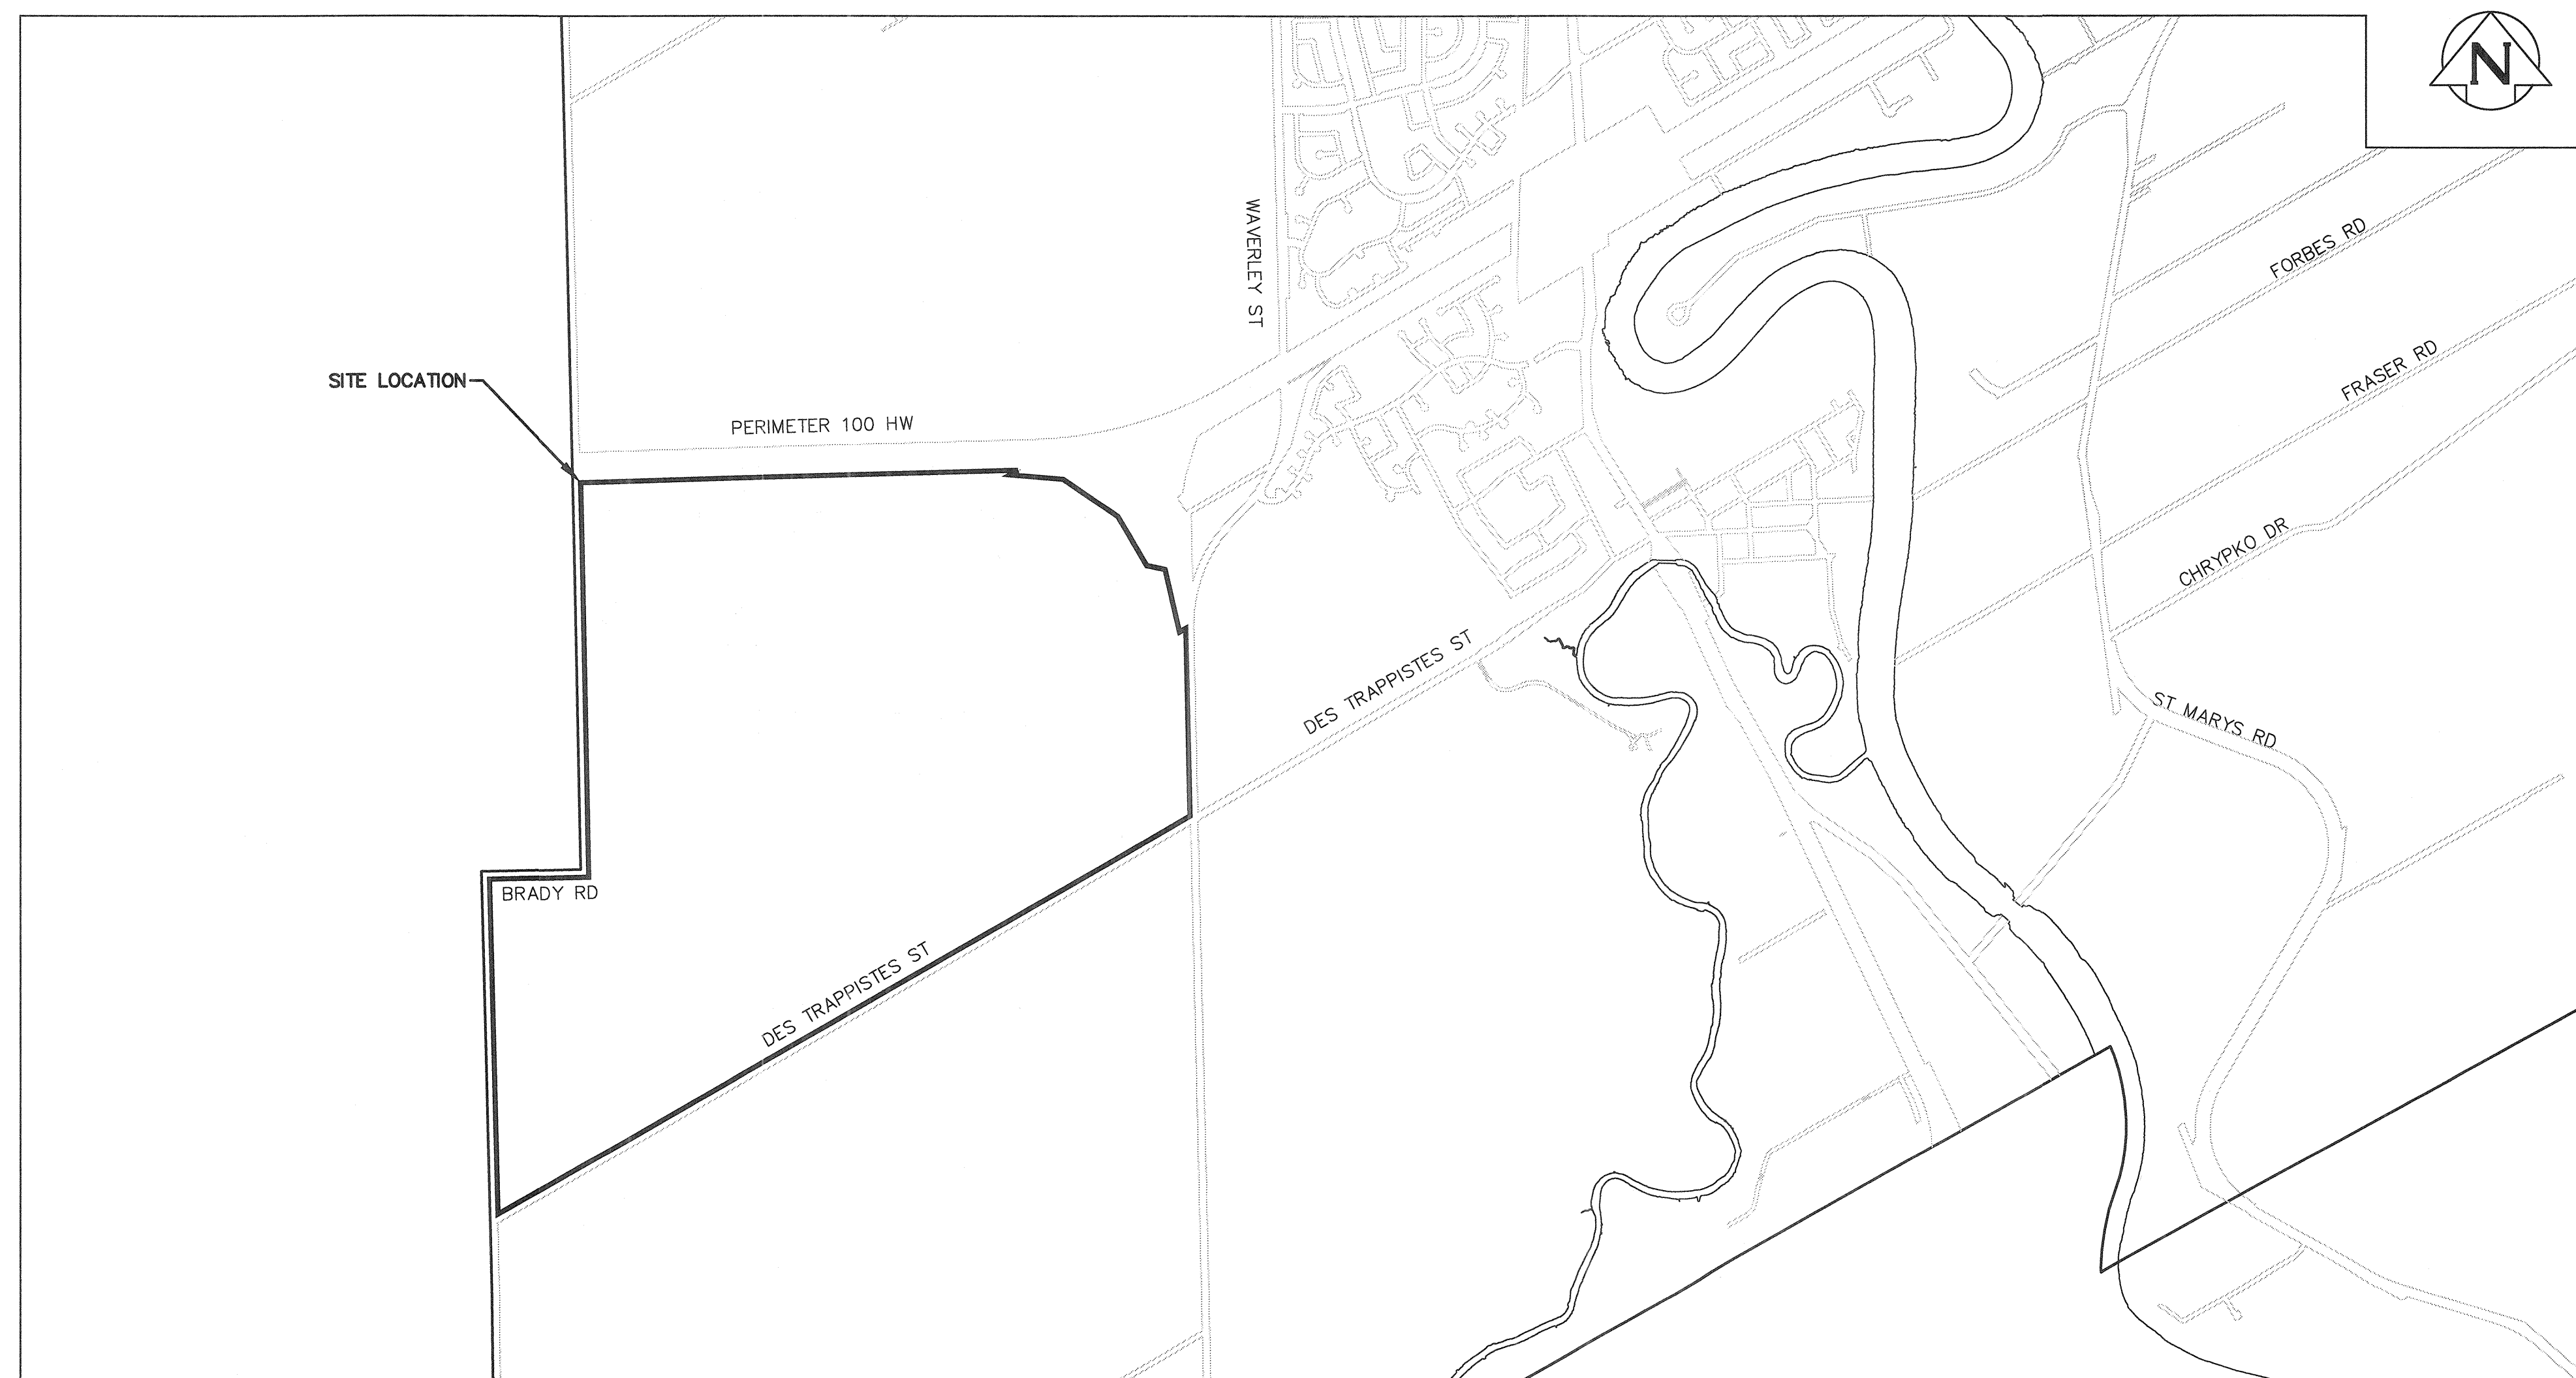 N
WAVERLEY ST
FORBES RD
FRASER RD
SITE LOCATION
PERIMETER 100 HW
CHRYPKO DR
DES TRAPPISTES ST
ST MARYS RD
BRADY RD
DES TRAPPISTES ST